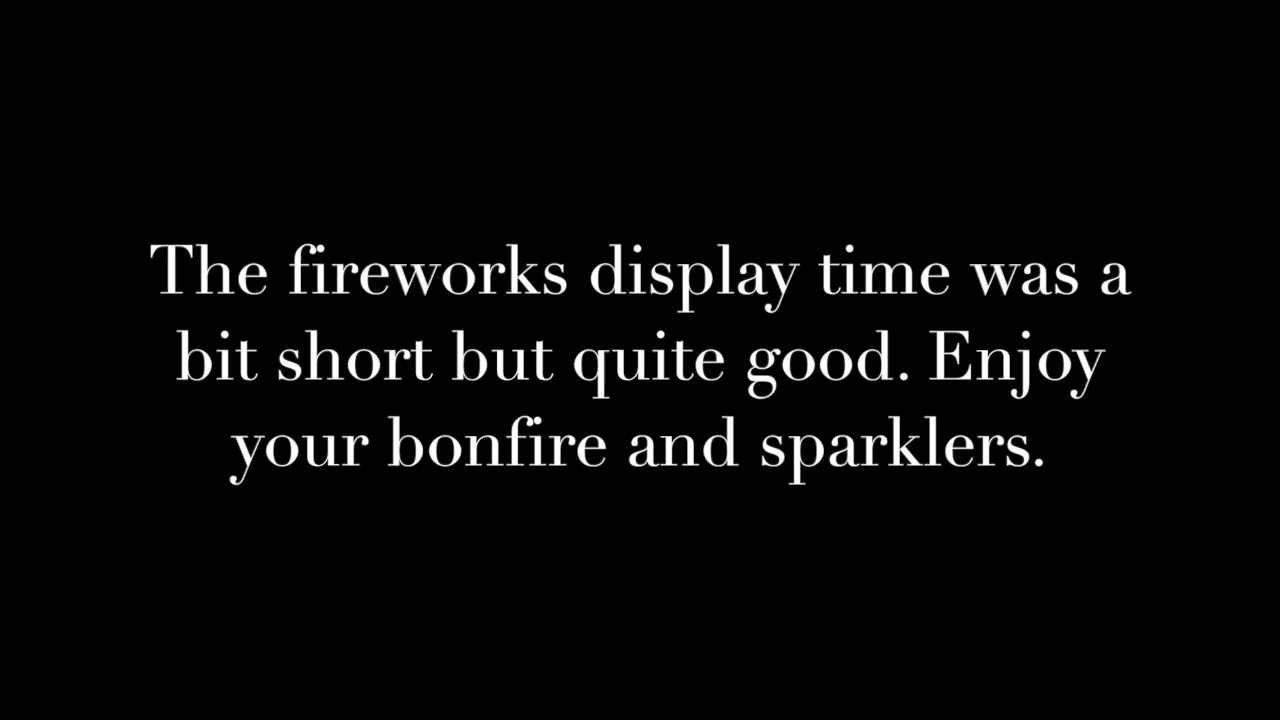 The fireworks display time was a
bit short but quite good. Enjoy
your bonfire and sparklers.